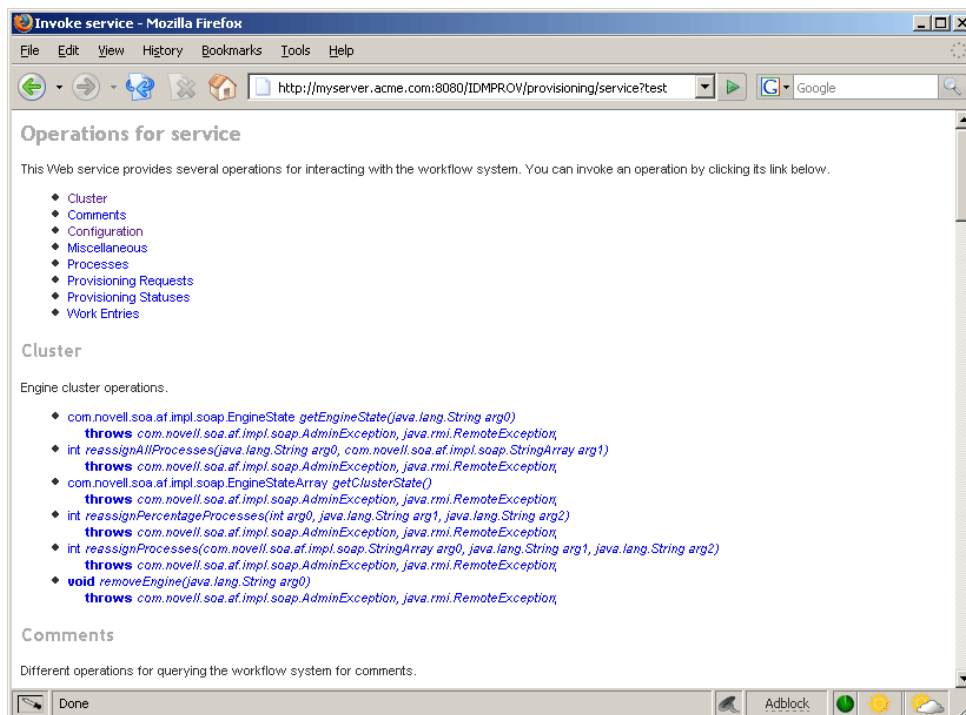 Invoke service - Mozilla Firefox
File Edit View History Bookmarks Tools Help
http://myserver.acme.com:8080/IDMPROV/provisioning/service?test
G Google
Operations for service
This Web service provides several operations for interacting with the workflow system. You can invoke an operation by clicking its link below.
Cluster
Comments
Configuration
Miscellaneous
Processes
Provisioning Requests
Provisioning Statuses
Work Entries
Cluster
Engine cluster operations.
com.novell.soa.af.impl.soap.EngineState getEngineState(java.lang.String arg0)
throws com.novell.soa.af.impl.soap.AdminException, java.rmi.RemoteException;
int reassignAllProcesses(java.lang.String arg0, com.novell.soa.af.impl.soap.StringArray arg1)
throws com.novell.soa.af.impl.soap.AdminException, java.rmi.RemoteException;
com.novell.soa.af.impl.soap.EngineStateArray getClusterState()
throws com.novell.soa.af.impl.soap.AdminException, java.rmi.RemoteException;
int reassignPercentageProcesses(int arg0, java.lang.String arg1, java.lang.String arg2)
throws com.novell.soa.af.impl.soap.AdminException, java.rmi.RemoteException;
int reassignProcesses(com.novell.soa.af.impl.soap.StringArray arg0, java.lang.String arg1, java.lang.String arg2)
throws com.novell.soa.af.impl.soap.AdminException, java.rmi.RemoteException;
void removeEngine(java.lang.String arg0)
throws com.novell.soa.af.impl.soap.AdminException, java.rmi.RemoteException;
Comments
Different operations for querying the workflow system for comments.
Done Adblock